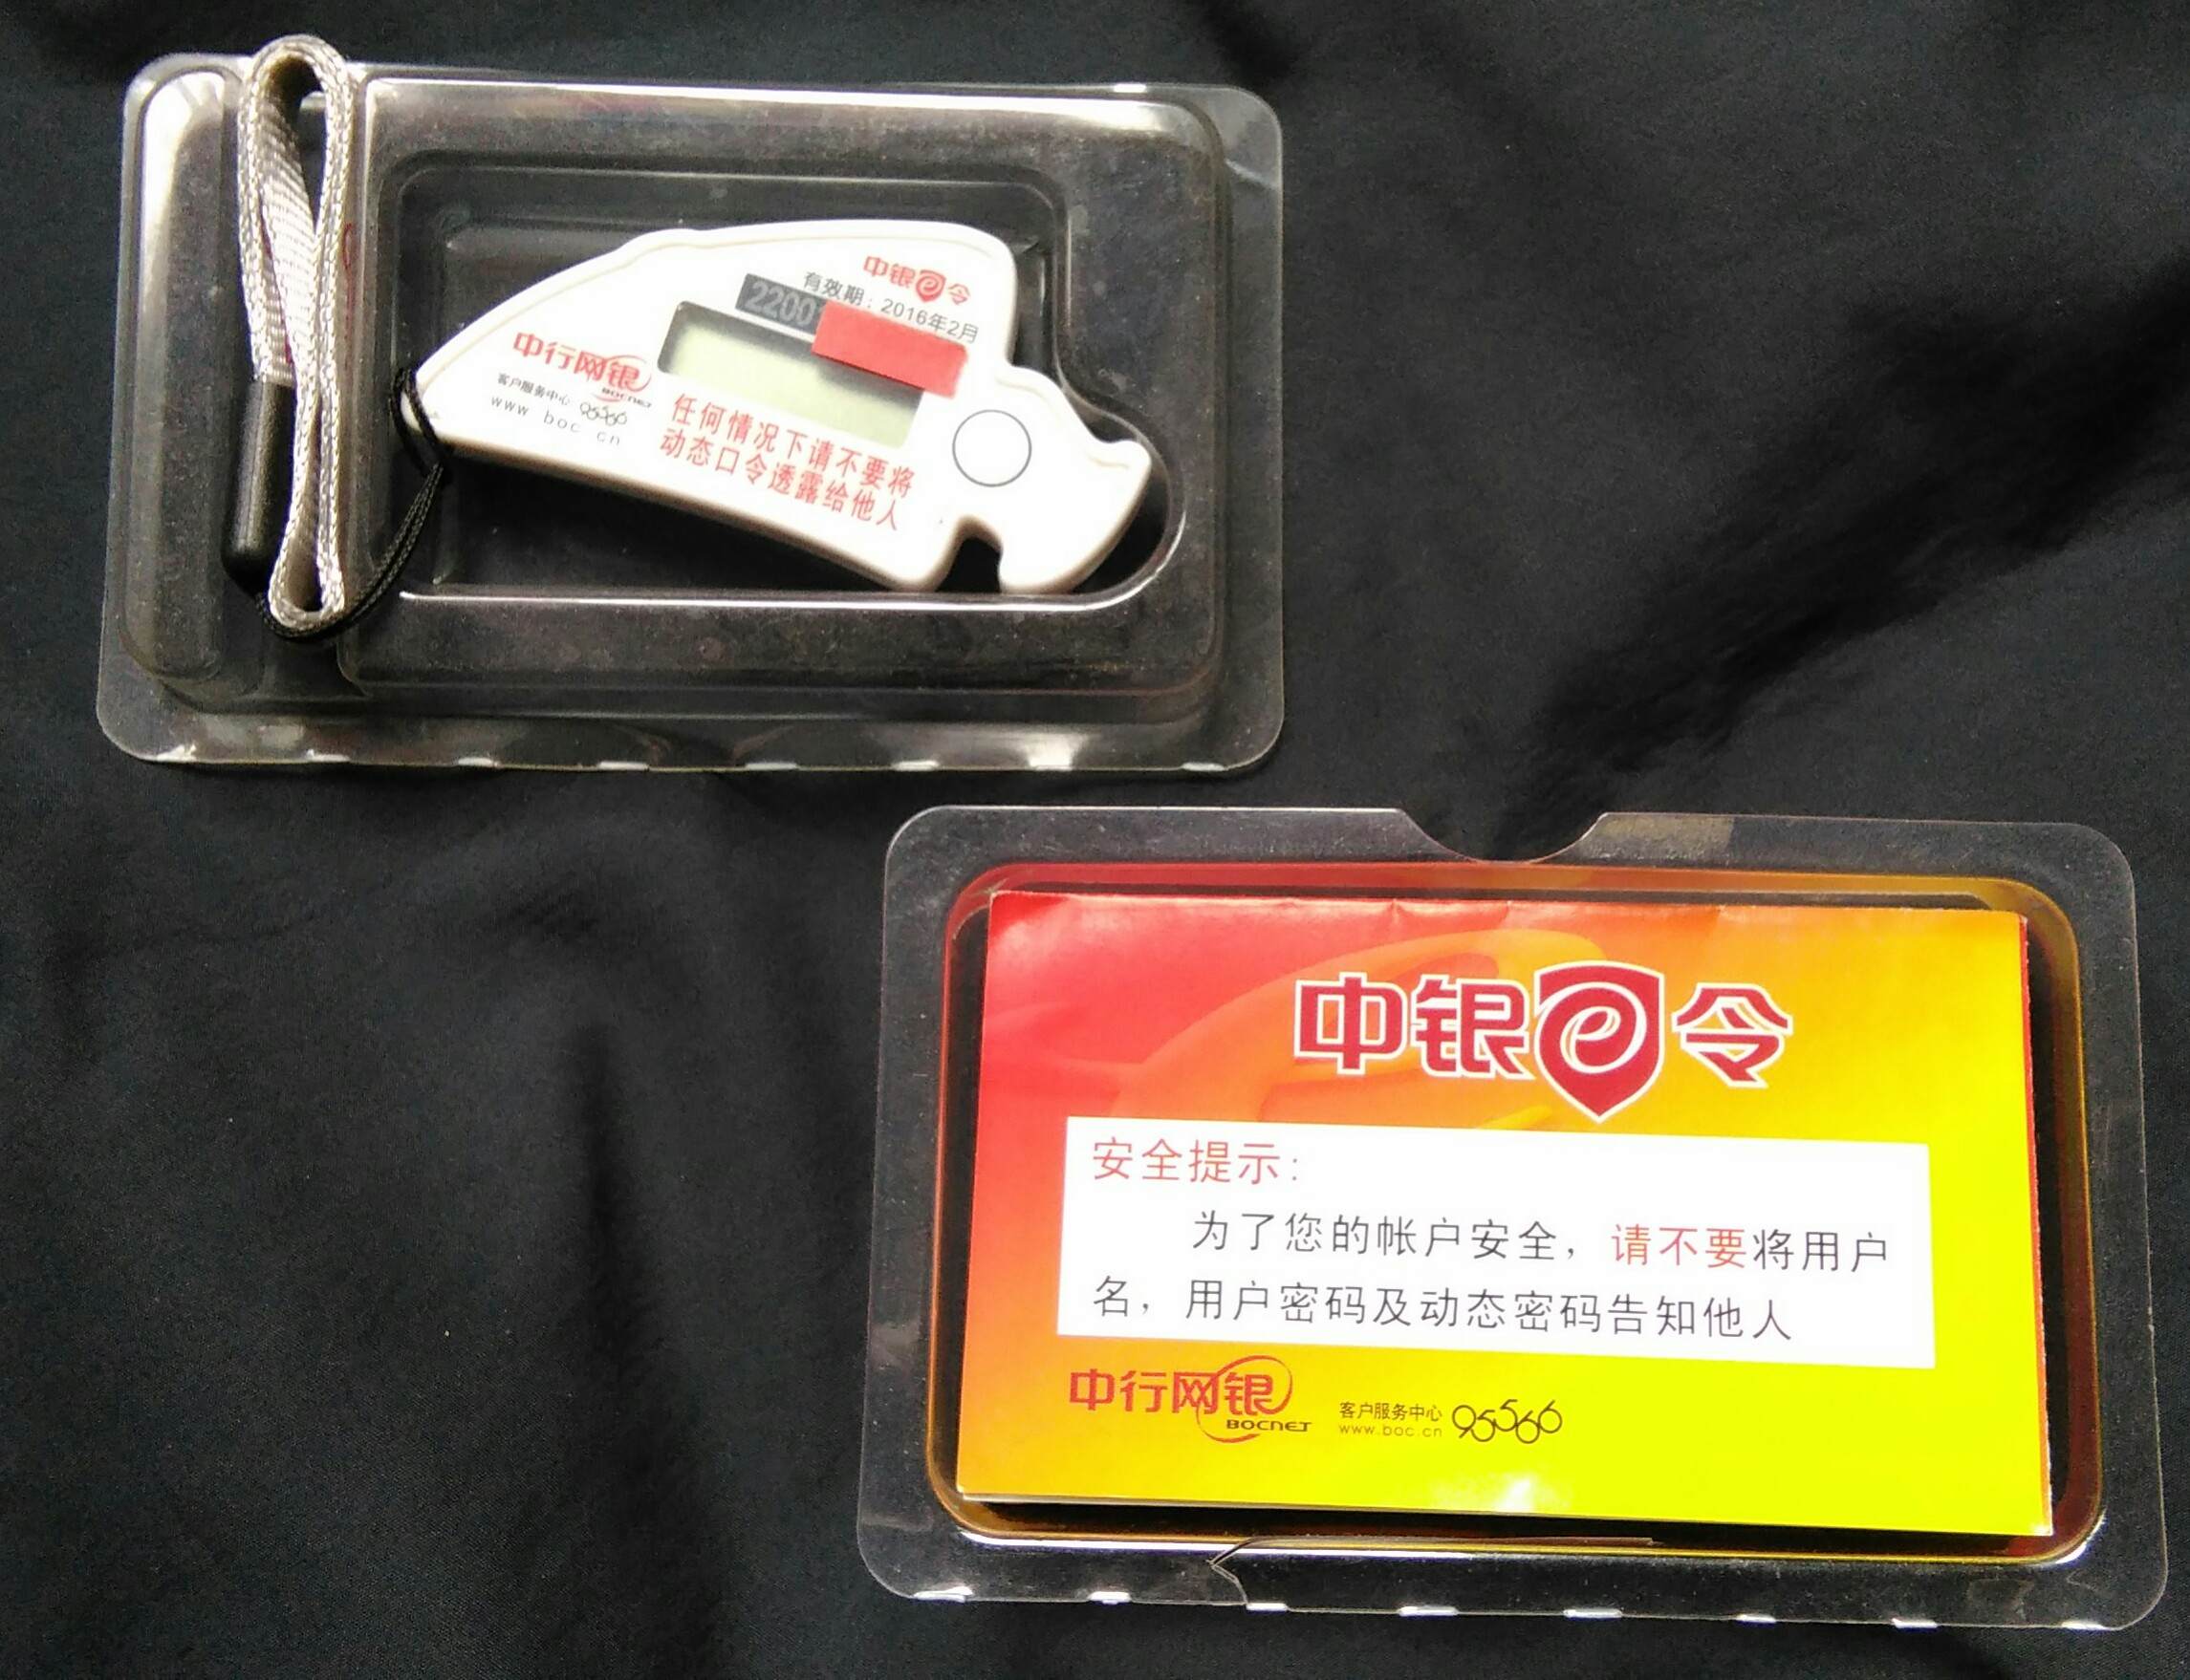 中银e令
有效期：2016年2月
2200
中行网银
BOCNET
客户服务中心 95566
www boc cn
任何情况下请不要将
动态口令透露给他人
中银e令
安全提示：
为了您的帐户安全，请不要将用户
名，用户密码及动态密码告知他人
中行网银
BOCNET
客户服务中心 95566
www.boc.cn